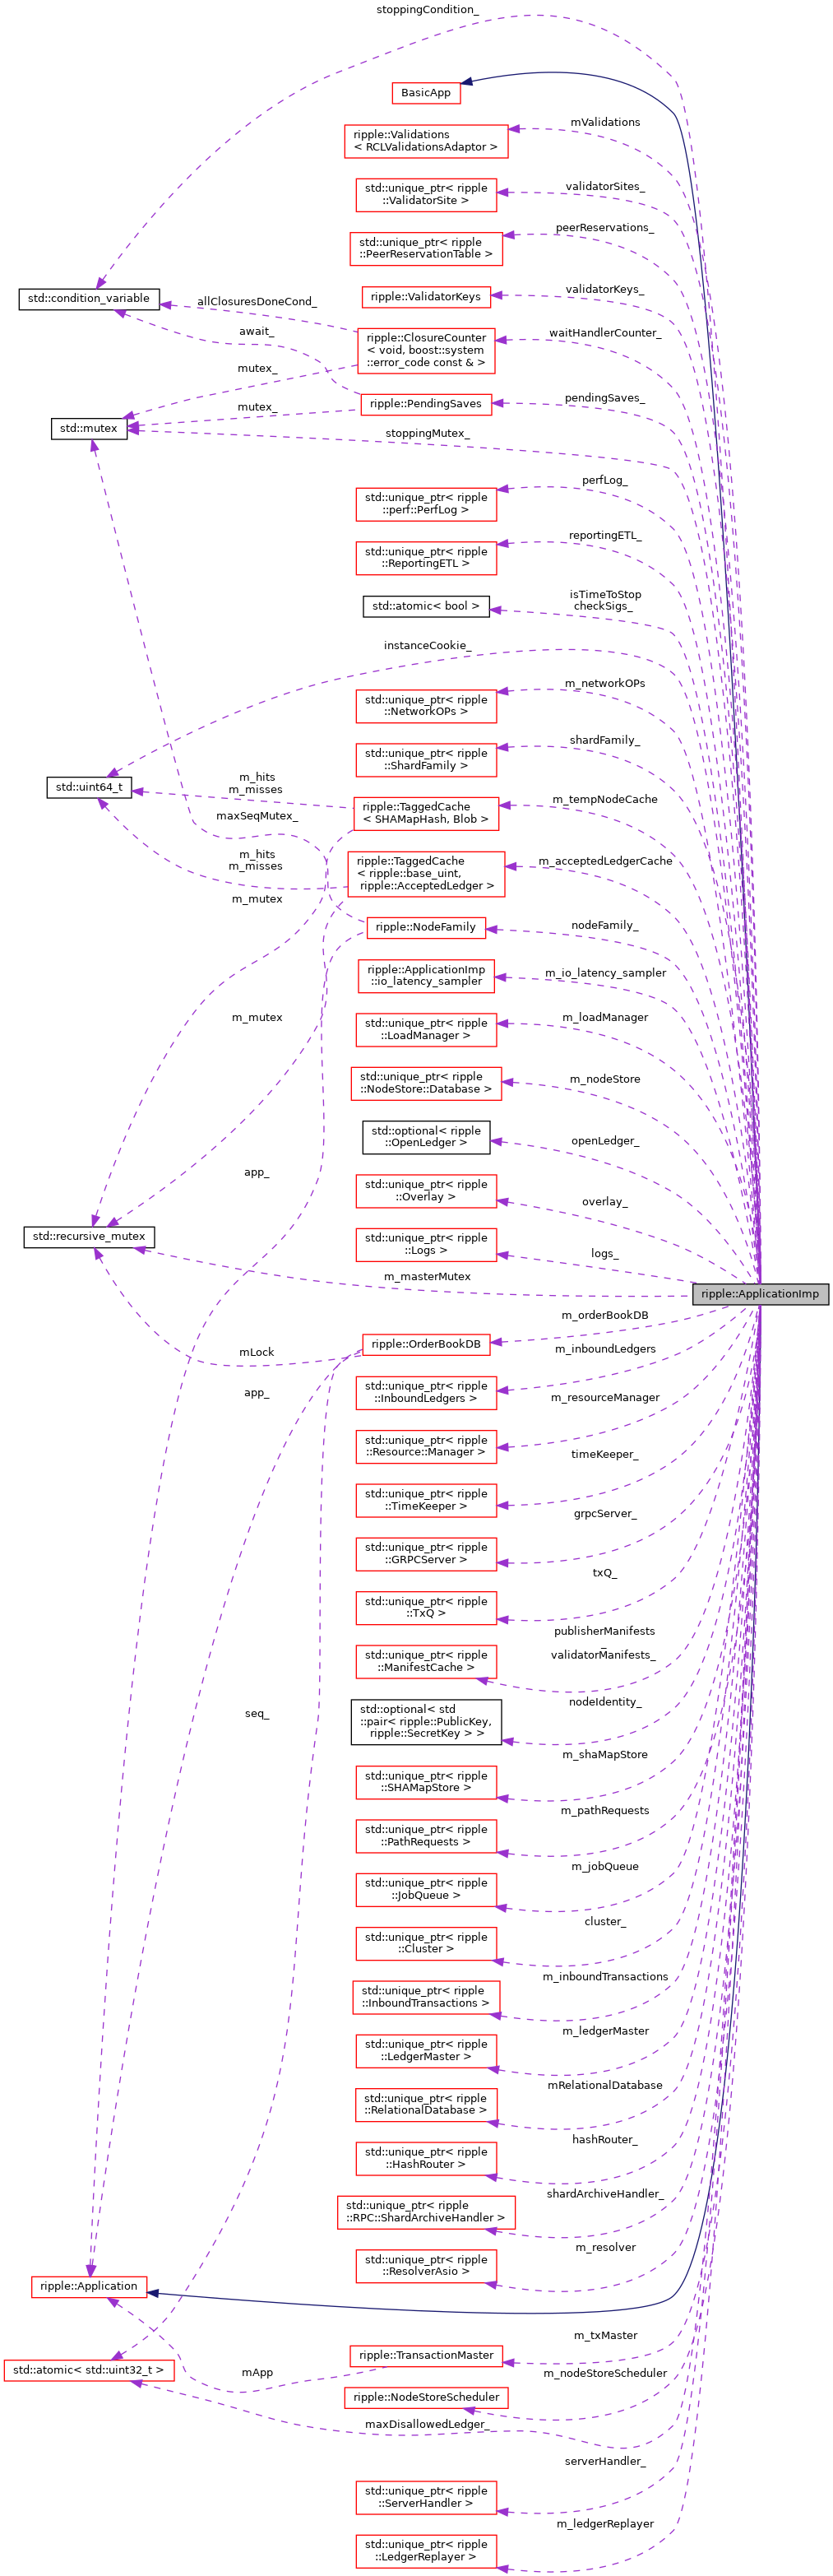 stoppingCondition_
BasicApp
mValidations
ripple::Validations
< RCLValidationsAdaptor >
validatorSites_
std::unique_ptr< ripple
::ValidatorSite >
peerReservations_
std::unique_ptr< ripple
::PeerReservationTable >
validatorKeys_
ripple::ValidatorKeys
std::condition_variable
allClosuresDoneCond_
waitHandlerCounter_
await_
ripple::ClosureCounter
< void, boost::system
::error_code const & >
mutex_
pendingSaves_
ripple::PendingSaves
mutex_
std::mutex
stoppingMutex_
perfLog_
std::unique_ptr< ripple
::perf::PerfLog >
reportingETL_
std::unique_ptr< ripple
::ReportingETL >
isTimeToStop
checkSigs_
std::atomic< bool >
instanceCookie_
m_networkOPs
std::unique_ptr< ripple
::NetworkOPs >
shardFamily_
std::unique_ptr< ripple
::ShardFamily >
std::uint64_t
m_hits
m_misses
m_tempNodeCache
ripple::TaggedCache
< SHAMapHash, Blob >
maxSeqMutex_
m_hits
m_misses
m_acceptedLedgerCache
ripple::TaggedCache
< ripple::base_uint,
ripple::AcceptedLedger >
m_mutex
nodeFamily_
ripple::NodeFamily
m_io_latency_sampler
ripple::ApplicationImp
::io_latency_sampler
m_mutex
m_loadManager
std::unique_ptr< ripple
::LoadManager >
m_nodeStore
std::unique_ptr< ripple
::NodeStore::Database >
openLedger_
std::optional< ripple
::OpenLedger >
app_
overlay_
std::unique_ptr< ripple
::Overlay >
std::recursive_mutex
logs_
std::unique_ptr< ripple
::Logs >
m_masterMutex
ripple::ApplicationImp
m_orderBookDB
ripple::OrderBookDB
mLock
m_inboundLedgers
std::unique_ptr< ripple
::InboundLedgers >
app_
m_resourceManager
std::unique_ptr< ripple
::Resource::Manager >
timeKeeper_
std::unique_ptr< ripple
::TimeKeeper >
grpcServer_
std::unique_ptr< ripple
::GRPCServer >
txQ_
std::unique_ptr< ripple
::TxQ >
publisherManifests
_
validatorManifests_
std::unique_ptr< ripple
::ManifestCache >
nodeIdentity_
std::optional< std
::pair< ripple::PublicKey,
ripple::SecretKey > >
seq_
m_shaMapStore
std::unique_ptr< ripple
::SHAMapStore >
m_pathRequests
std::unique_ptr< ripple
::PathRequests >
m_jobQueue
std::unique_ptr< ripple
::JobQueue >
cluster_
std::unique_ptr< ripple
::Cluster >
m_inboundTransactions
std::unique_ptr< ripple
::InboundTransactions >
m_ledgerMaster
std::unique_ptr< ripple
::LedgerMaster >
mRelationalDatabase
std::unique_ptr< ripple
::RelationalDatabase >
hashRouter_
std::unique_ptr< ripple
::HashRouter >
shardArchiveHandler_
std::unique_ptr< ripple
::RPC::ShardArchiveHandler >
m_resolver
std::unique_ptr< ripple
::ResolverAsio >
ripple::Application
m_txMaster
ripple::TransactionMaster
std::atomic< std::uint32_t >
mApp
m_nodeStoreScheduler
ripple::NodeStoreScheduler
maxDisallowedLedger_
serverHandler_
std::unique_ptr< ripple
::ServerHandler >
m_ledgerReplayer
std::unique_ptr< ripple
::LedgerReplayer >